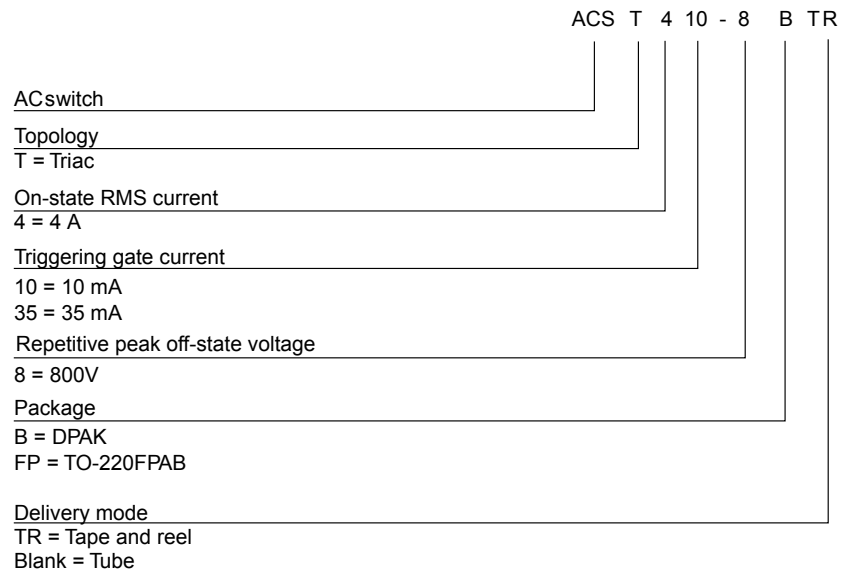 ACS T 4 10 - 8 B TR
ACswitch
Topology
T = Triac
On-state RMS current
4 = 4 A
Triggering gate current
10 = 10 mA
35 = 35 mA
Repetitive peak off-state voltage
8 = 800V
Package
B = DPAK
FP = TO-220FPAB
Delivery mode
TR = Tape and reel
Blank = Tube